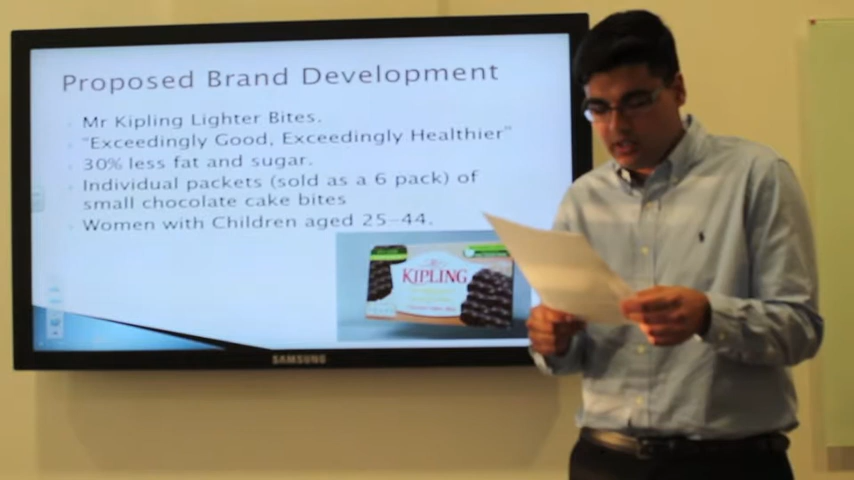 Proposed Brand Development
Mr Kipling Lighter Bites.
"Exceedingly Good, Exceedingly Healthier"
30% less fat and sugar.
Individual packets (sold as a 6 pack) of
small chocolate cake bites
Women with Children aged 25-44.
KIPLING
SAMSUNG